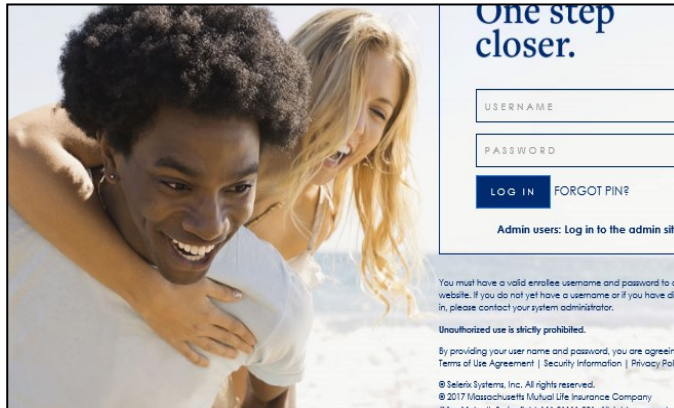 One step
closer.
USERNAME
PASSWORD
LOG IN FORGOT PIN?
Admin users: Log in to the admin sit
You must have a valid enrollee username and password to
website. If you do not yet have a username or if you have di
in, please contact your system administrator.
Unauthorized use is strictly prohibited.
By providing your user name and password, you are agreein
Terms of Use Agreement | Security Information | Privacy Pol
© Selerix Systems, Inc. All rights reserved.
© 2017 Massachusetts Mutual Life Insurance Company